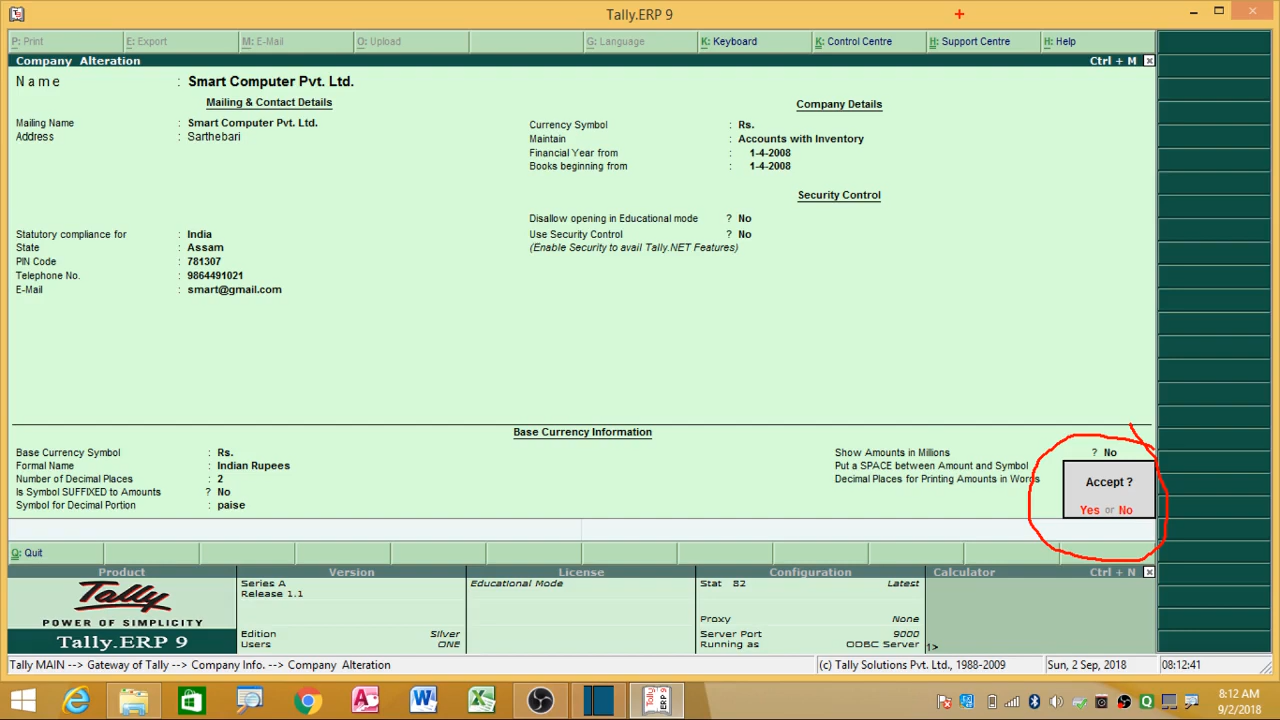 Tally.ERP 9
P: Print E: Export M: E-Mail O: Upload G: Language K: Keyboard K: Control Centre H: Support Centre H: Help
Company Alteration Ctrl + M
Name : Smart Computer Pvt. Ltd.
Mailing & Contact Details
Mailing Name : Smart Computer Pvt. Ltd.
Address : Sarthebari
Statutory compliance for : India
State : Assam
PIN Code : 781307
Telephone No. : 9864491021
E-Mail : smart@gmail.com
Company Details
Currency Symbol : Rs.
Maintain : Accounts with Inventory
Financial Year from : 1-4-2008
Books beginning from : 1-4-2008
Security Control
Disallow opening in Educational mode ? No
Use Security Control ? No
(Enable Security to avail Tally.NET Features)
Base Currency Information
Base Currency Symbol : Rs.
Formal Name : Indian Rupees
Number of Decimal Places : 2
Is Symbol SUFFIXED to Amounts ? No
Symbol for Decimal Portion : paise
Show Amounts in Millions ? No
Put a SPACE between Amount and Symbol
Decimal Places for Printing Amounts in Words
Accept ?
Yes or No
Q: Quit
Product Version License Configuration Calculator Ctrl + N
Tally
POWER OF SIMPLICITY
Tally.ERP 9
Series A
Release 1.1
Edition Silver
Users ONE
Educational Mode
Stat 82 Latest
Proxy None
Server Port 9000
Running as ODBC Server
1>
Tally MAIN --> Gateway of Tally --> Company Info. --> Company Alteration (c) Tally Solutions Pvt. Ltd., 1988-2009 Sun, 2 Sep, 2018 08:12:41
8:12 AM
9/2/2018